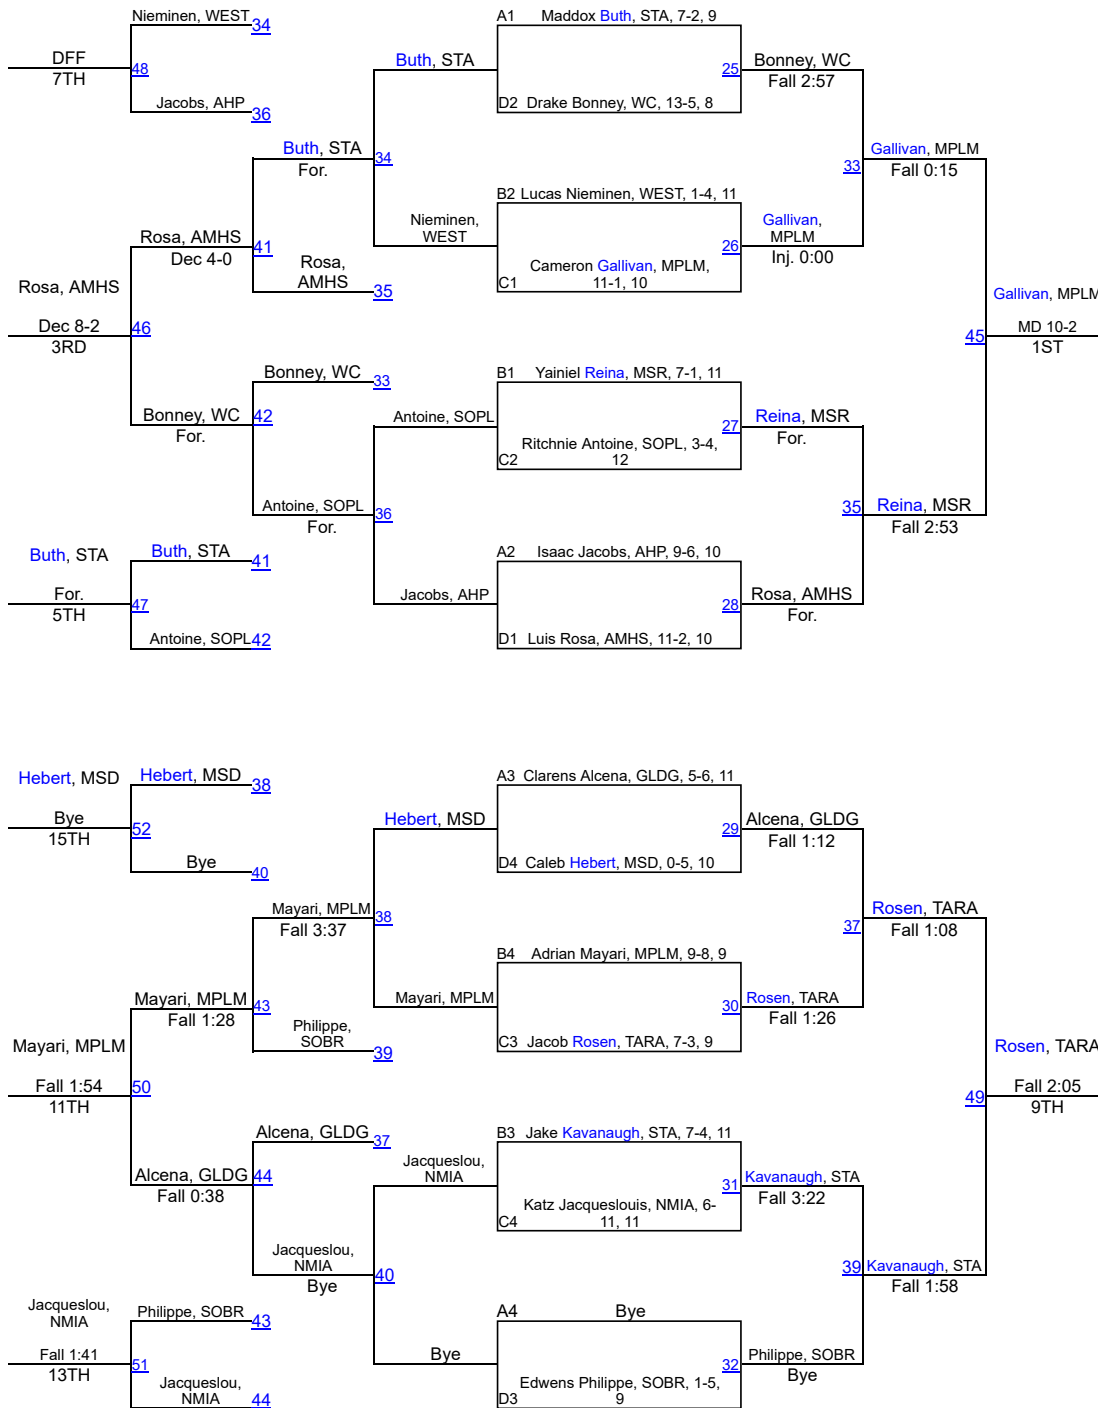 Nieminen, WEST
34
DFF
7TH
48
Jacobs, AHP
36
Buth, STA
A1 Maddox Buth, STA, 7-2, 9
25
D2 Drake Bonney, WC, 13-5, 8
Bonney, WC
Fall 2:57
Buth, STA
For.
34
33
Gallivan, MPLM
Fall 0:15
Nieminen,
WEST
B2 Lucas Nieminen, WEST, 1-4, 11
26
Cameron Gallivan, MPLM,
C1 11-1, 10
Gallivan,
MPLM
Inj. 0:00
Rosa, AMHS
Dec 4-0
41
Rosa,
AMHS
35
Rosa, AMHS
Dec 8-2
3RD
46
Gallivan, MPLM
45
MD 10-2
1ST
Bonney, WC
33
Bonney, WC
For.
42
Antoine, SOPL
B1 Yainiel Reina, MSR, 7-1, 11
27
Ritchnie Antoine, SOPL, 3-4,
C2 12
Reina, MSR
For.
Antoine, SOPL
For.
36
35
Reina, MSR
Fall 2:53
Buth, STA
Buth, STA
41
For.
5TH
47
Antoine, SOPL
42
Jacobs, AHP
A2 Isaac Jacobs, AHP, 9-6, 10
28
D1 Luis Rosa, AMHS, 11-2, 10
Rosa, AMHS
For.
Hebert, MSD
Hebert, MSD
38
Bye
15TH
52
Bye
40
Hebert, MSD
A3 Clarens Alcena, GLDG, 5-6, 11
29
D4 Caleb Hebert, MSD, 0-5, 10
Alcena, GLDG
Fall 1:12
Mayari, MPLM
Fall 3:37
38
37
Rosen, TARA
Fall 1:08
Mayari, MPLM
B4 Adrian Mayari, MPLM, 9-8, 9
30
C3 Jacob Rosen, TARA, 7-3, 9
Rosen, TARA
Fall 1:26
Mayari, MPLM
Fall 1:28
43
Philippe,
SOBR
39
Mayari, MPLM
Fall 1:54
11TH
50
Rosen, TARA
49
Fall 2:05
9TH
Alcena, GLDG
37
Alcena, GLDG
Fall 0:38
44
Jacqueslou,
NMIA
B3 Jake Kavanaugh, STA, 7-4, 11
31
Katz Jacqueslouis, NMIA, 6-
C4 11, 11
Kavanaugh, STA
Fall 3:22
Jacqueslou,
NMIA
Bye
40
39
Kavanaugh, STA
Fall 1:58
Jacqueslou,
NMIA
Philippe, SOBR
43
Fall 1:41
13TH
51
Jacqueslou,
NMIA
44
Bye
A4 Bye
32
Edwens Philippe, SOBR, 1-5,
D3 9
Philippe, SOBR
Bye